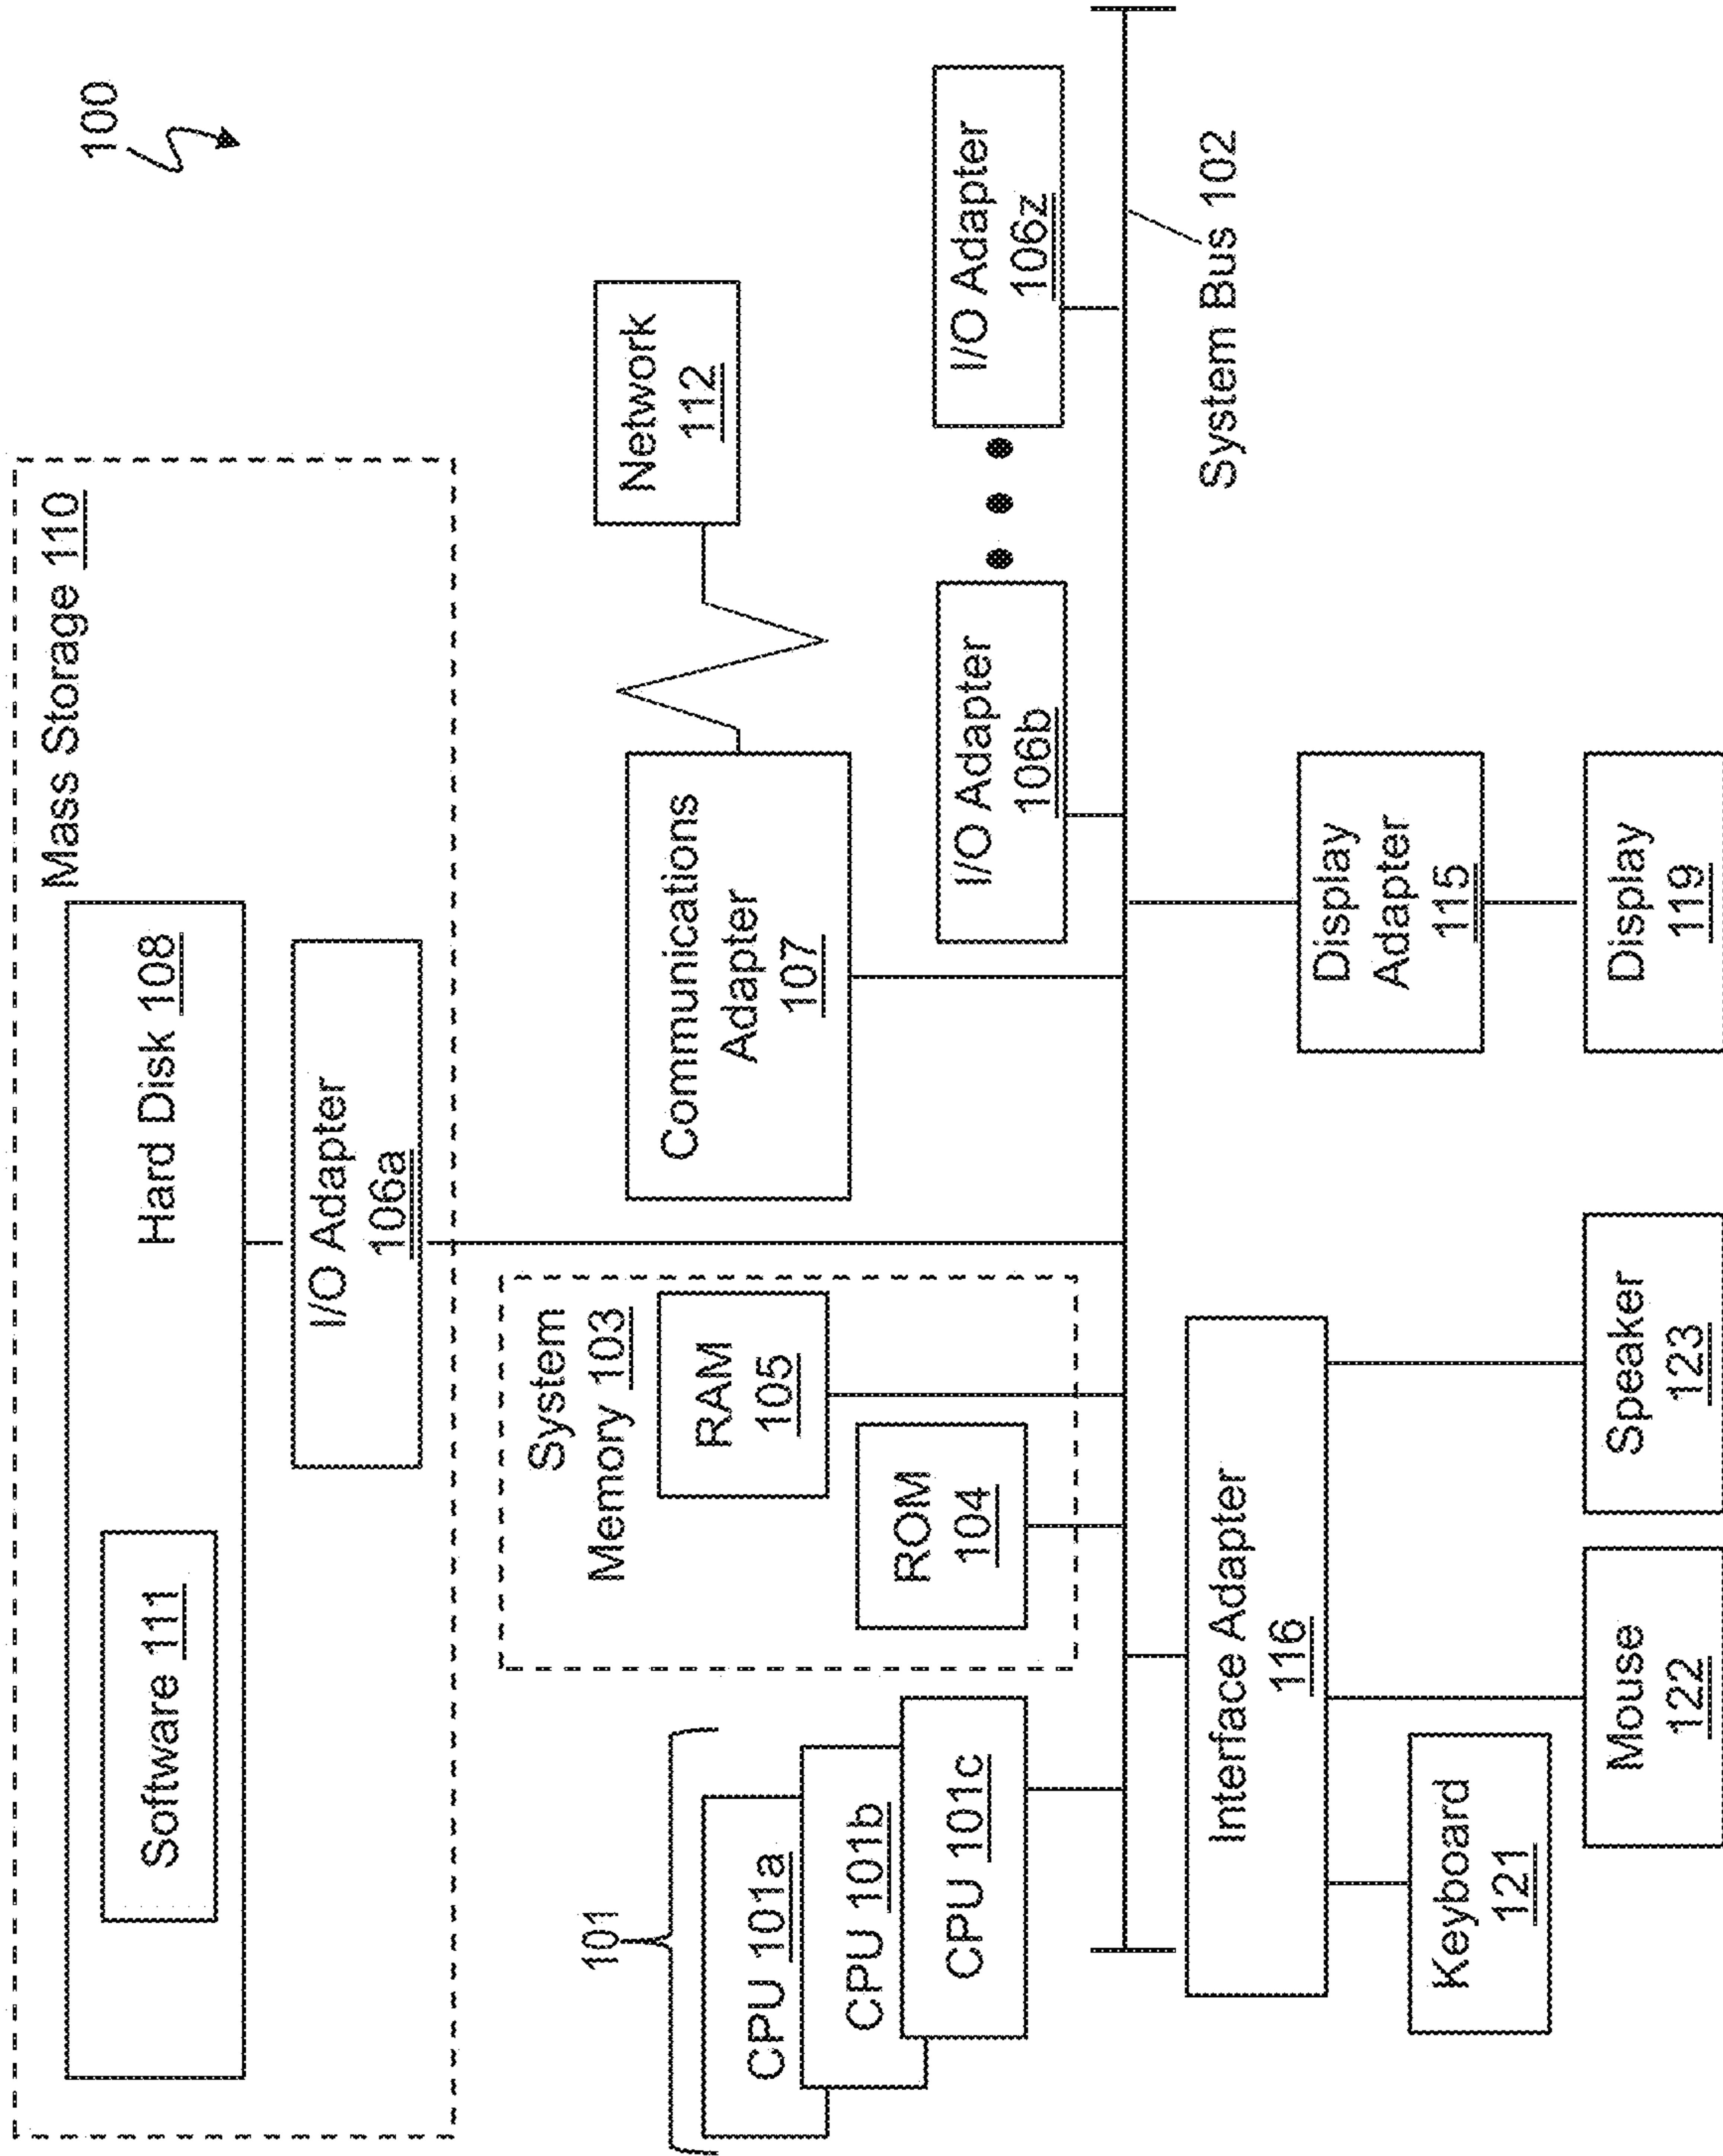 100
Mass Storage 110
Hard Disk 108
Software 111
I/O Adapter
106a
101
CPU 101a
CPU 101b
CPU 101c
System
Memory 103
RAM
105
ROM
104
Communications
Adapter
107
Network
112
I/O Adapter
106b
I/O Adapter
106z
System Bus 102
Interface Adapter
116
Keyboard
121
Mouse
122
Speaker
123
Display
Adapter
115
Display
119